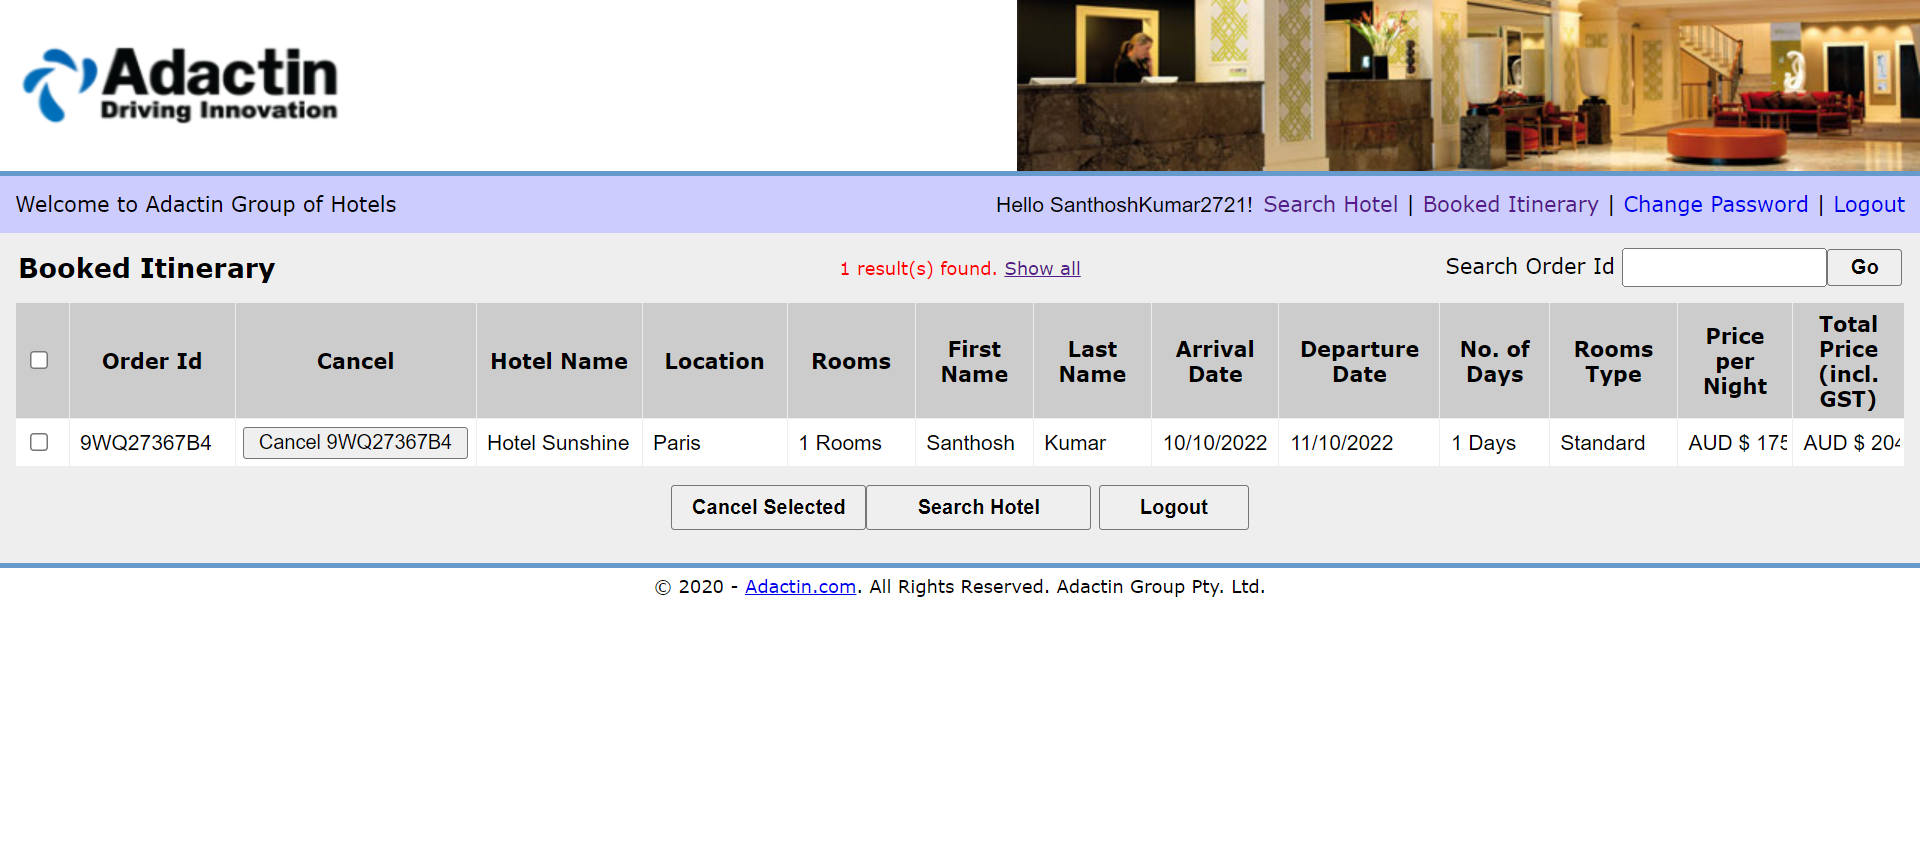 Adactin
Driving Innovation
Welcome to Adactin Group of Hotels
Hello SanthoshKumar2721! Search Hotel | Booked Itinerary | Change Password | Logout
Booked Itinerary
1 result(s) found. Show all
Search Order Id Go
Order Id Cancel Hotel Name Location Rooms First Name Last Name Arrival Date Departure Date No. of Days Rooms Type Price per Night Total Price (incl. GST)
9WQ27367B4 Cancel 9WQ27367B4 Hotel Sunshine Paris 1 Rooms Santhosh Kumar 10/10/2022 11/10/2022 1 Days Standard AUD $ 175 AUD $ 204
Cancel Selected Search Hotel Logout
© 2020 - Adactin.com. All Rights Reserved. Adactin Group Pty. Ltd.